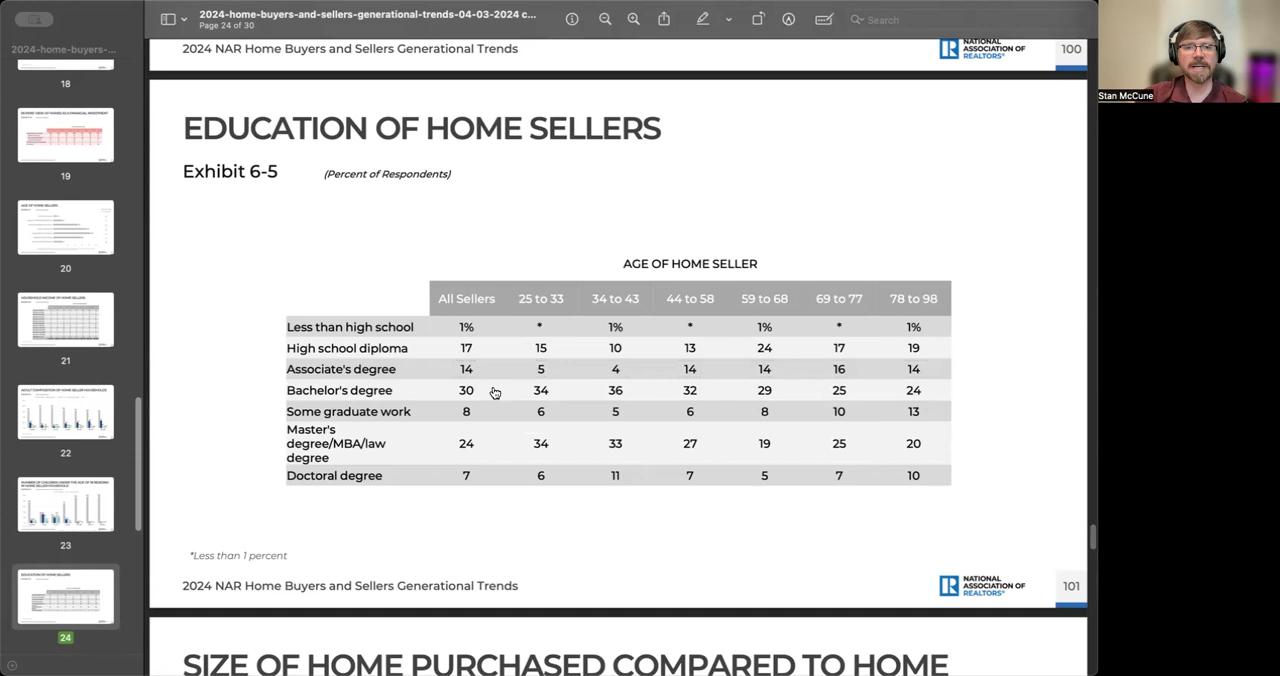 2024-home-buyers-and-sellers-generational-trends-04-03-2024 c...
Page 24 of 30
Search
Stan McCune
2024-home-buyers-...
18
19
20
21
22
23
24
2024 NAR Home Buyers and Sellers Generational Trends
NATIONAL ASSOCIATION OF REALTORS®
100
EDUCATION OF HOME SELLERS
Exhibit 6-5 (Percent of Respondents)
AGE OF HOME SELLER
All Sellers 25 to 33 34 to 43 44 to 58 59 to 68 69 to 77 78 to 98
Less than high school 1% * 1% * 1% * 1%
High school diploma 17 15 10 13 24 17 19
Associate's degree 14 5 4 14 14 16 14
Bachelor's degree 30 34 36 32 29 25 24
Some graduate work 8 6 5 6 8 10 13
Master's
degree/MBA/law 24 34 33 27 19 25 20
degree
Doctoral degree 7 6 11 7 5 7 10
*Less than 1 percent
2024 NAR Home Buyers and Sellers Generational Trends
NATIONAL
ASSOCIATION OF
REALTORS®
101
SIZE OF HOME PURCHASED COMPARED TO HOME